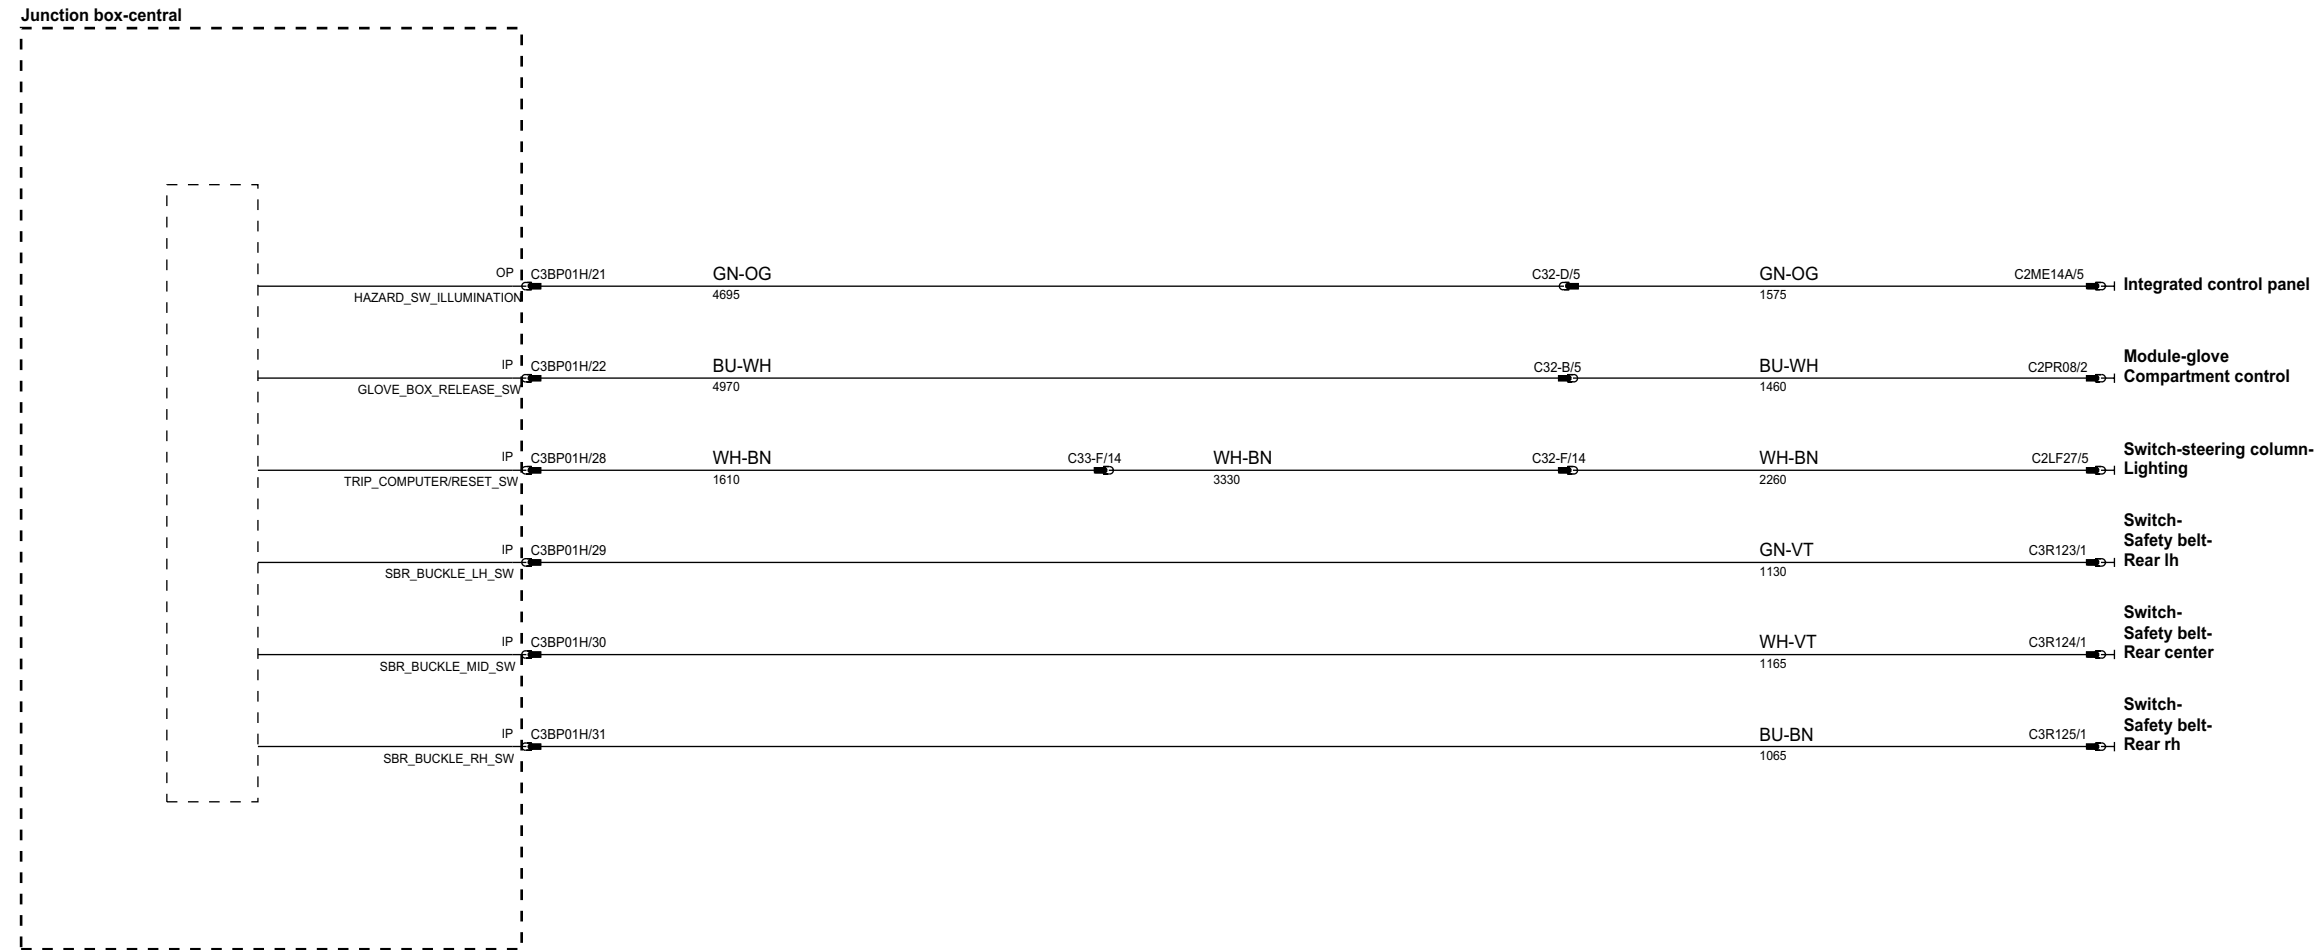 Junction box-central
OP C3BP01H/21 GN-OG C32-D/5 GN-OG C2ME14A/5
HAZARD_SW_ILLUMINATION 4695 1575 Integrated control panel
IP C3BP01H/22 BU-WH C32-B/5 BU-WH C2PR08/2 Module-glove
GLOVE_BOX_RELEASE_SW 4970 1460 Compartment control
IP C3BP01H/28 WH-BN C33-F/14 WH-BN C32-F/14 WH-BN C2LF27/5 Switch-steering column-
TRIP_COMPUTER/RESET_SW 1610 3330 2260 Lighting
Switch-
IP C3BP01H/29 GN-VT C3R123/1 Safety belt-
SBR_BUCKLE_LH_SW 1130 Rear lh
Switch-
IP C3BP01H/30 WH-VT C3R124/1 Safety belt-
SBR_BUCKLE_MID_SW 1165 Rear center
Switch-
IP C3BP01H/31 BU-BN C3R125/1 Safety belt-
SBR_BUCKLE_RH_SW 1065 Rear rh